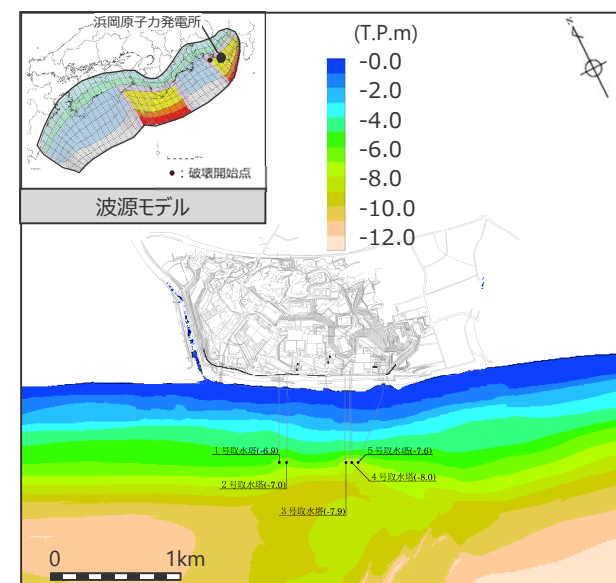 浜岡原子力発電所
●:破壊開始点
波源モデル
(T.P.m)
-0.0
-2.0
-4.0
-6.0
-8.0
-10.0
-12.0
N
1号取水塔(-6.9)
5号取水塔(-7.6)
2号取水塔(-7.0)
4号取水塔(-8.0)
3号取水塔(-7.9)
0 1km